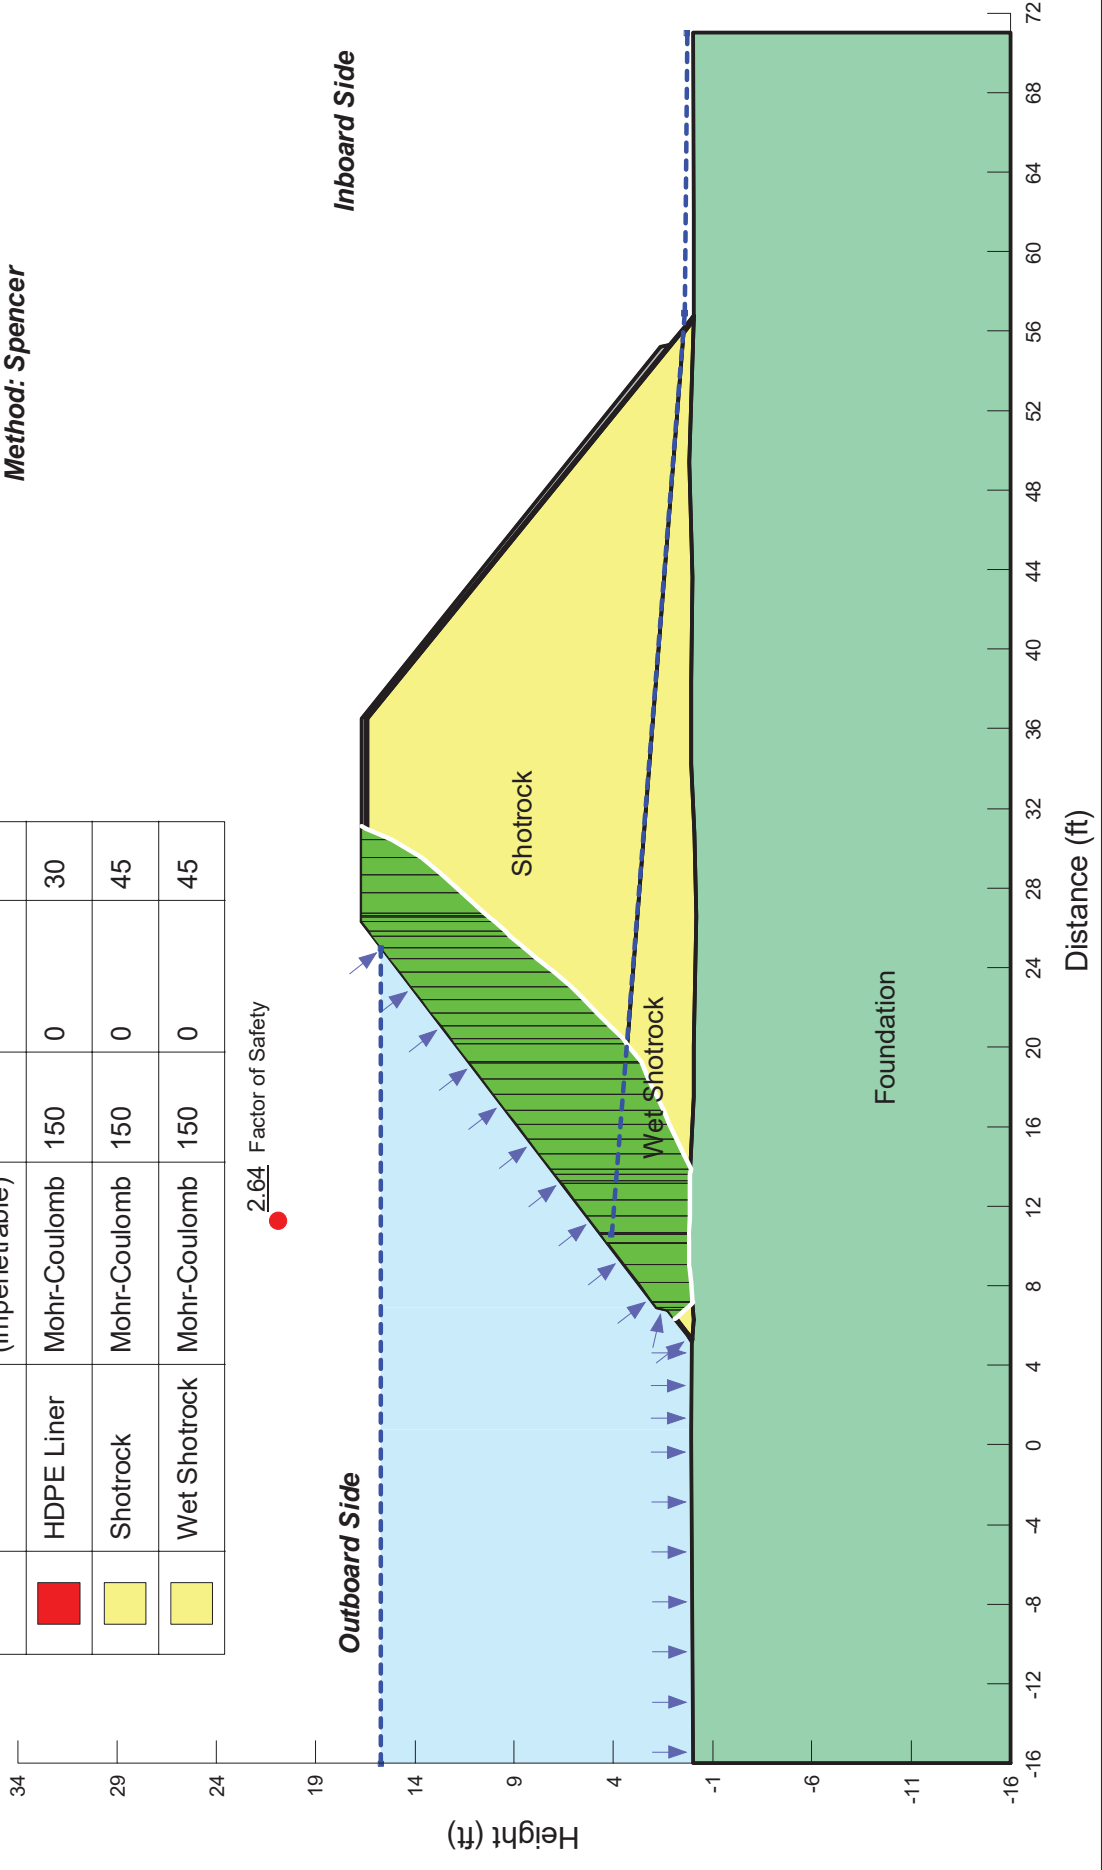 Method: Spencer
(Impenetrable)
HDPE Liner Mohr-Coulomb 150 0 30
Shotrock Mohr-Coulomb 150 0 45
Wet Shotrock Mohr-Coulomb 150 0 45
2.64 Factor of Safety
Outboard Side
Inboard Side
Shotrock
Wet Shotrock
Foundation
Height (ft)
34
29
24
19
14
9
4
-1
-6
-11
-16
-16 -12 -8 -4 0 4 8 12 16 20 24 28 32 36 40 44 48 52 56 60 64 68 72
Distance (ft)